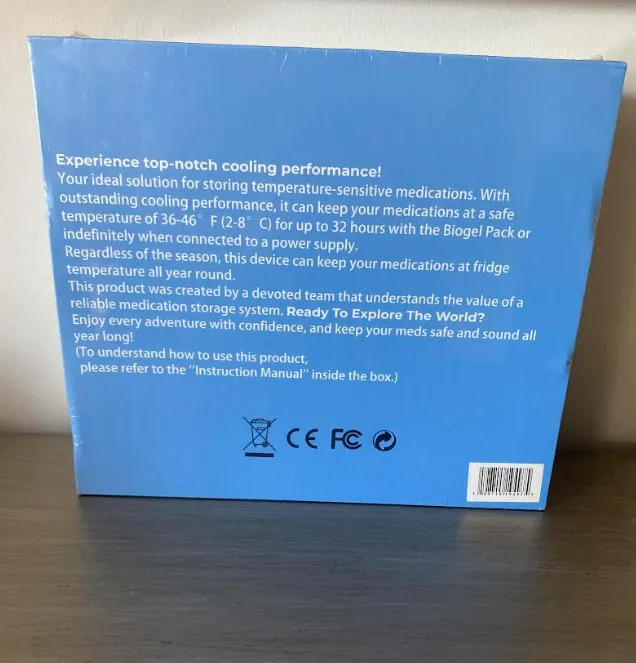 Experience top-notch cooling performance!
Your ideal solution for storing temperature-sensitive medications. With
outstanding cooling performance, it can keep your medications at a safe
temperature of 36-46° F (2-8° C) for up to 32 hours with the Biogel Pack or
indefinitely when connected to a power supply.
Regardless of the season, this device can keep your medications at fridge
temperature all year round.
This product was created by a devoted team that understands the value of a
reliable medication storage system. Ready To Explore The World?
Enjoy every adventure with confidence, and keep your meds safe and sound all
year long!
(To understand how to use this product,
please refer to the "Instruction Manual" inside the box.)
CE FC